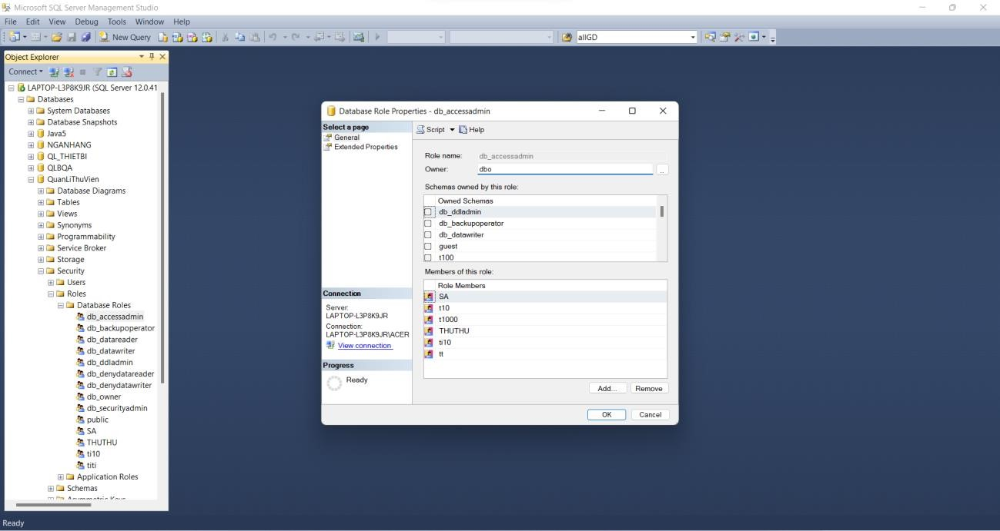 Microsoft SQL Server Management Studio
File Edit View Debug Tools Window Help
New Query allGD
Object Explorer
Connect
LAPTOP-L3P8K9JR (SQL Server 12.0.41
Databases
System Databases
Database Snapshots
Java5
NGANHANG
QL_THIETBI
QLBQA
QuanLiThuVien
Database Diagrams
Tables
Views
Synonyms
Programmability
Service Broker
Storage
Security
Users
Roles
Database Roles
db_accessadmin
db_backupoperator
db_datareader
db_datawriter
db_ddladmin
db_denydatareader
db_denydatawriter
db_owner
db_securityadmin
public
SA
THUTHU
ti10
titi
Application Roles
Schemas
Asymmetric Keys
Database Role Properties - db_accessadmin
Select a page
General
Extended Properties
Connection
Server:
LAPTOP-L3P8K9JR
Connection:
LAPTOP-L3P8K9JR\ACER
View connection
Progress
Ready
Script Help
Role name: db_accessadmin
Owner: dbo
..
Schemas owned by this role:
Owned Schemas
db_ddladmin
db_backupoperator
db_datawriter
guest
t100
Members of this role:
Role Members
SA
t10
t1000
THUTHU
ti10
tt
Add... Remove
OK Cancel
Ready